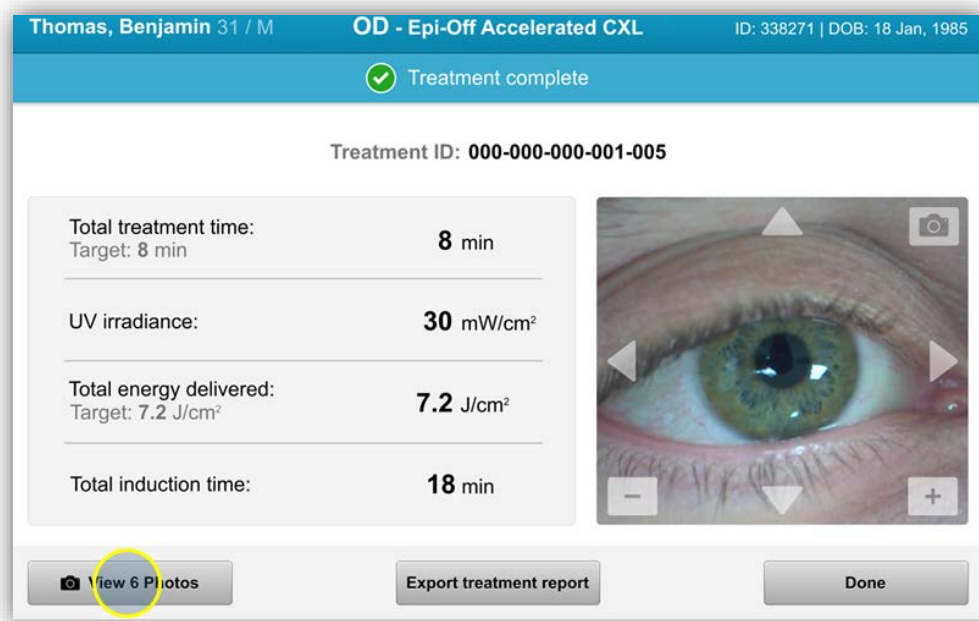 Thomas, Benjamin 31 / M OD - Epi-Off Accelerated CXL ID: 338271 | DOB: 18 Jan, 1985
Treatment complete
Treatment ID: 000-000-000-001-005
Total treatment time: 8 min
Target: 8 min
UV irradiance: 30 mW/cm²
Total energy delivered: 7.2 J/cm²
Target: 7.2 J/cm²
Total induction time: 18 min
View 6 Photos Export treatment report Done